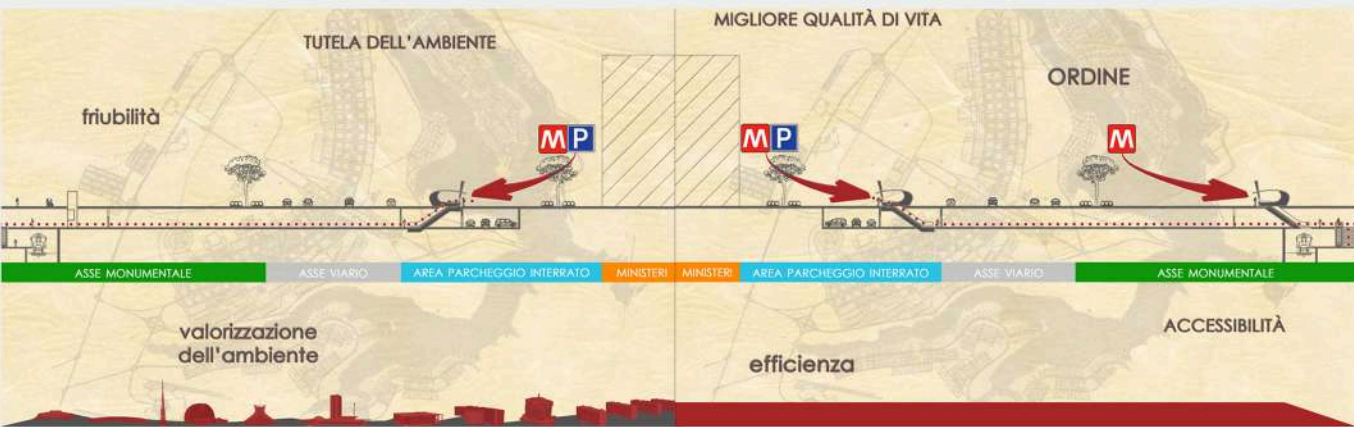 MIGLIORE QUALITÀ DI VITA
TUTELA DELL'AMBIENTE
ORDINE
friubilità
M P
M P
M
ASSE MONUMENTALE
ASSE VIARIO
AREA PARCHEGGIO INTERRATO
MINISTERI
MINISTERI
AREA PARCHEGGIO INTERRATO
ASSE VIARIO
ASSE MONUMENTALE
valorizzazione
dell'ambiente
ACCESSIBILITÀ
efficienza